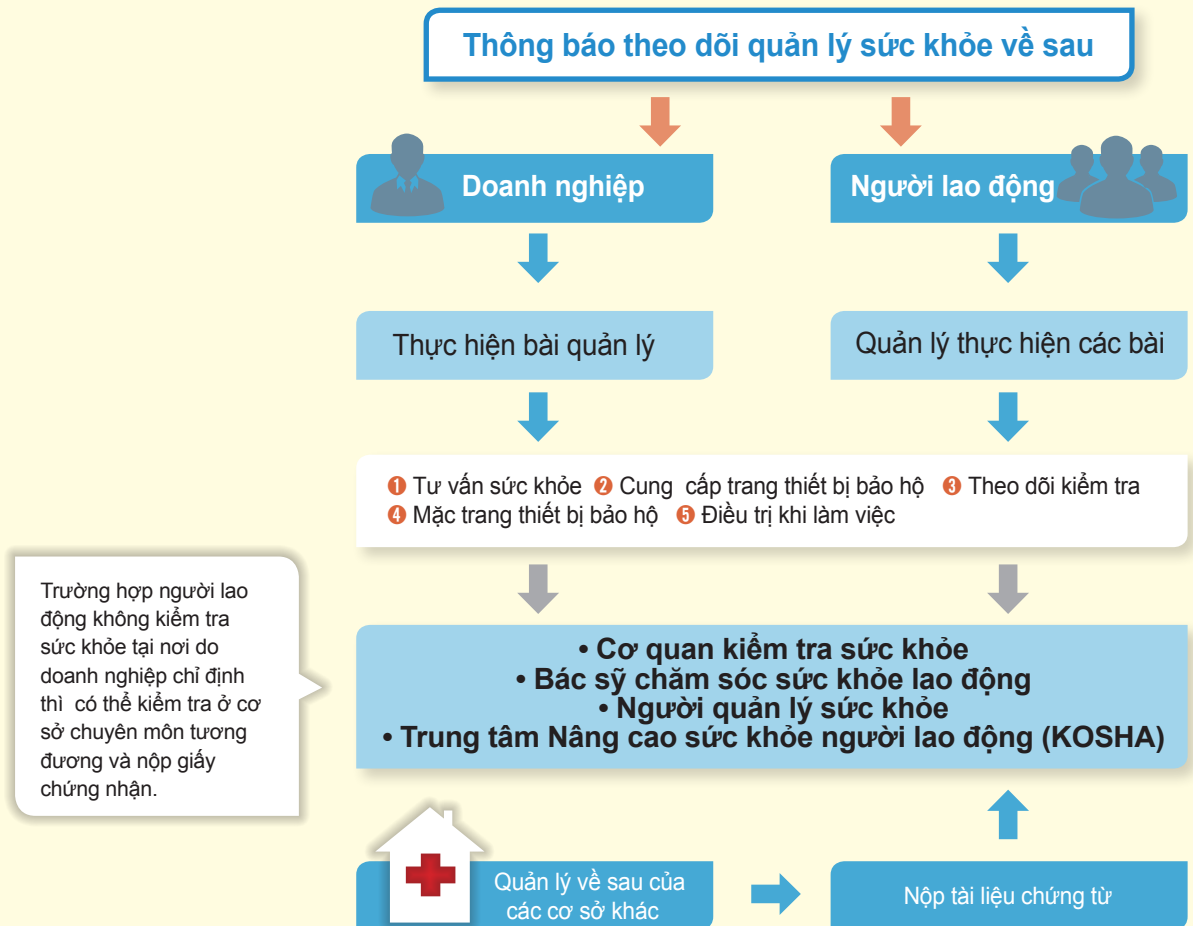 Thông báo theo dõi quản lý sức khỏe về sau
Doanh nghiệp
Người lao động
Thực hiện bài quản lý
Quản lý thực hiện các bài
❶ Tư vấn sức khỏe ❷ Cung cấp trang thiết bị bảo hộ ❸ Theo dõi kiểm tra
❹ Mặc trang thiết bị bảo hộ ❺ Điều trị khi làm việc
Trường hợp người lao
động không kiểm tra
sức khỏe tại nơi do
doanh nghiệp chỉ định
thì có thể kiểm tra ở cơ
sở chuyên môn tương
đương và nộp giấy
chứng nhận.
• Cơ quan kiểm tra sức khỏe
• Bác sỹ chăm sóc sức khỏe lao động
• Người quản lý sức khỏe
• Trung tâm Nâng cao sức khỏe người lao động (KOSHA)
Quản lý về sau của
các cơ sở khác
Nộp tài liệu chứng từ